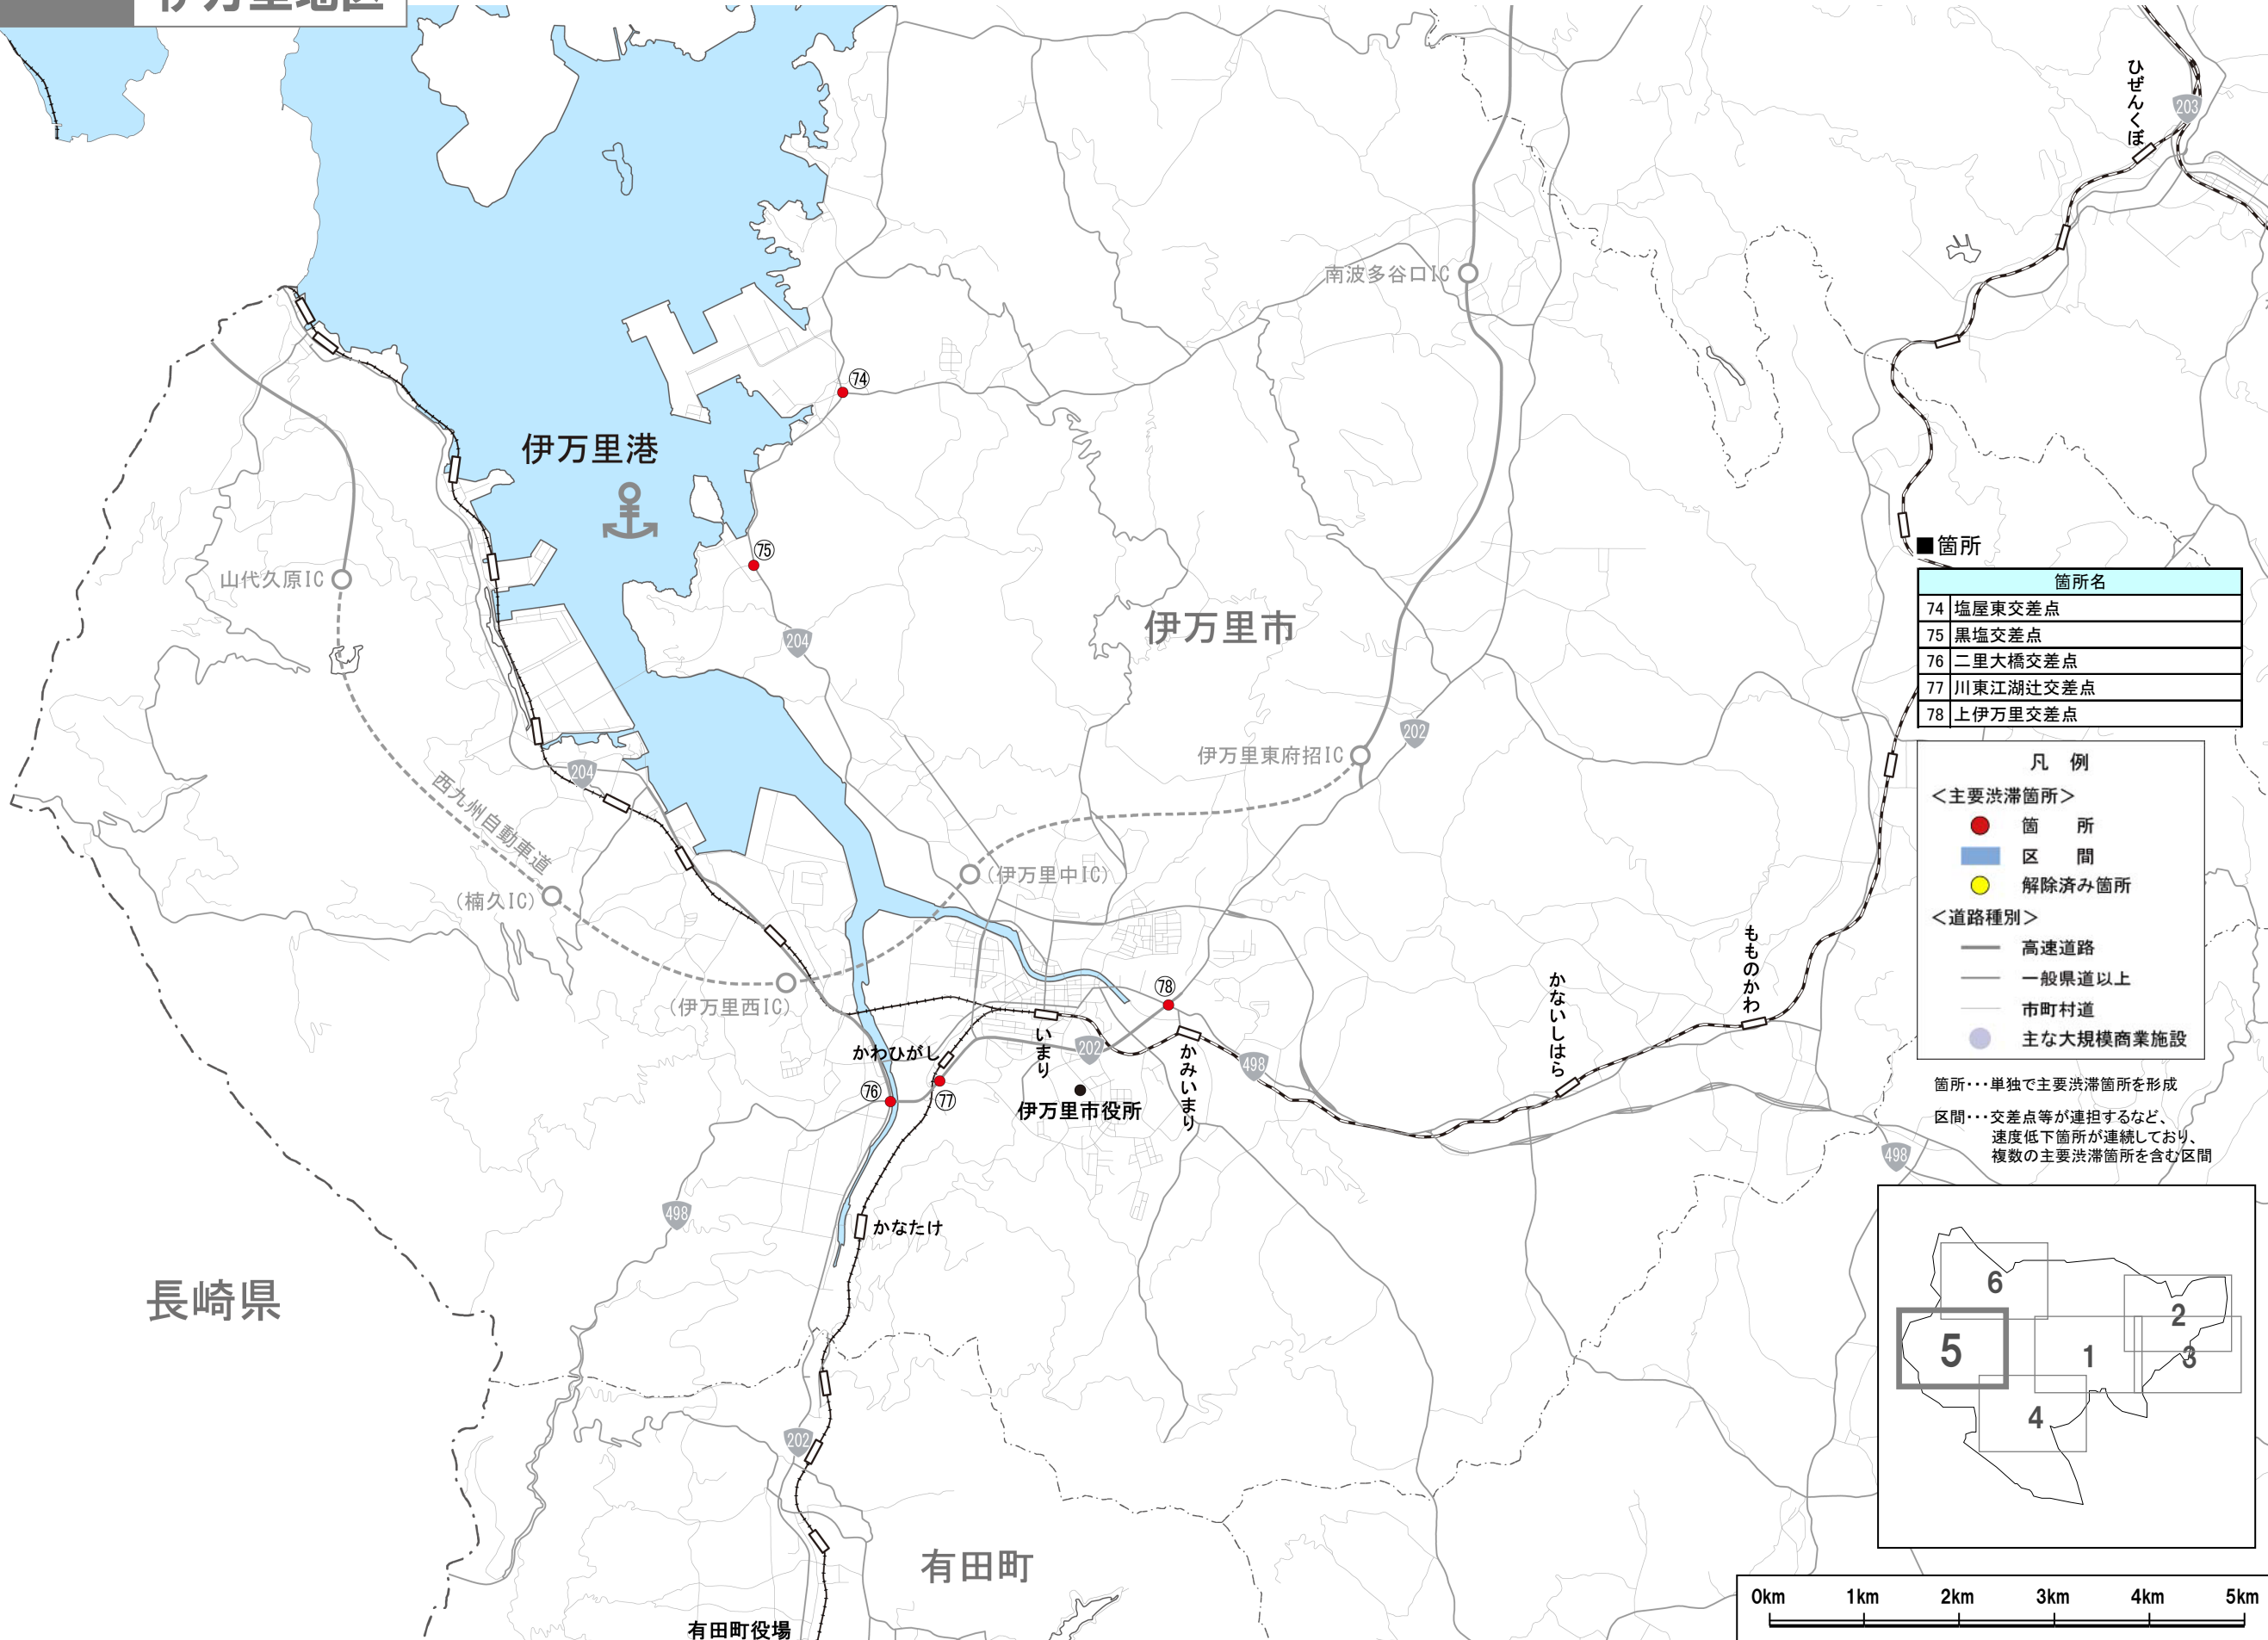 伊万里地区
ひぜんくぼ
203
南波多谷口IC
74
伊万里港
75
山代久原IC
204
伊万里市
202
伊万里東府招IC
204
西九州自動車道
(楠久IC)
(伊万里中IC)
(伊万里西IC)
78
かわひがし
いまり
202
かみいまり
498
かないしはら
もものかわ
76
77
伊万里市役所
498
498
かなたけ
長崎県
202
有田町
有田町役場
■箇所
箇所名
74 塩屋東交差点
75 黒塩交差点
76 二里大橋交差点
77 川東江湖辻交差点
78 上伊万里交差点
凡 例
＜主要渋滞箇所＞
箇 所
区 間
解除済み箇所
＜道路種別＞
高速道路
一般県道以上
市町村道
主な大規模商業施設
箇所･･･単独で主要渋滞箇所を形成
区間･･･交差点等が連担するなど、
速度低下箇所が連続しており、
複数の主要渋滞箇所を含む区間
6
2
5
1
3
4
0km 1km 2km 3km 4km 5km